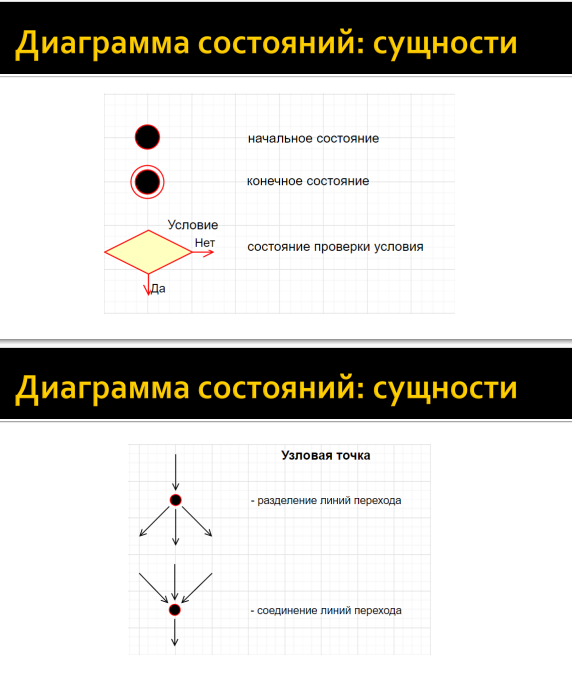 Диаграмма состояний: сущности
начальное состояние
конечное состояние
Условие
Нет
состояние проверки условия
Да
Диаграмма состояний: сущности
Узловая точка
- разделение линий перехода
- соединение линий перехода